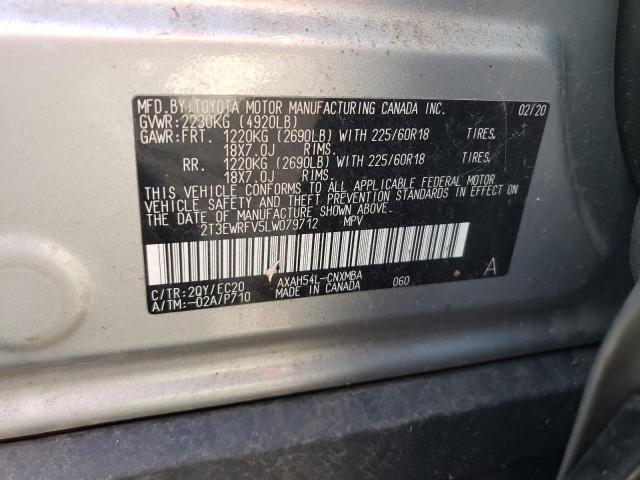 MFD.BY:TOYOTA MOTOR MANUFACTURING CANADA INC. 02/20
GVWR:2230KG (4920LB)
GAWR:FRT. 1220KG (2690LB) WITH 225/60R18 TIRES,
18X7.0J RIMS.
RR. 1220KG (2690LB) WITH 225/60R18 TIRES,
18X7.0J RIMS.
THIS VEHICLE CONFORMS TO ALL APPLICABLE FEDERAL MOTOR
VEHICLE SAFETY AND THEFT PREVENTION STANDARDS IN EFFECT ON
THE DATE OF MANUFACTURE SHOWN ABOVE.
2T3EWRFV5LW079712 MPV
C/TR:2QY/EC20 AXAH54L-CNXMBA 060 A
A/TM:-02A/P710 MADE IN CANADA